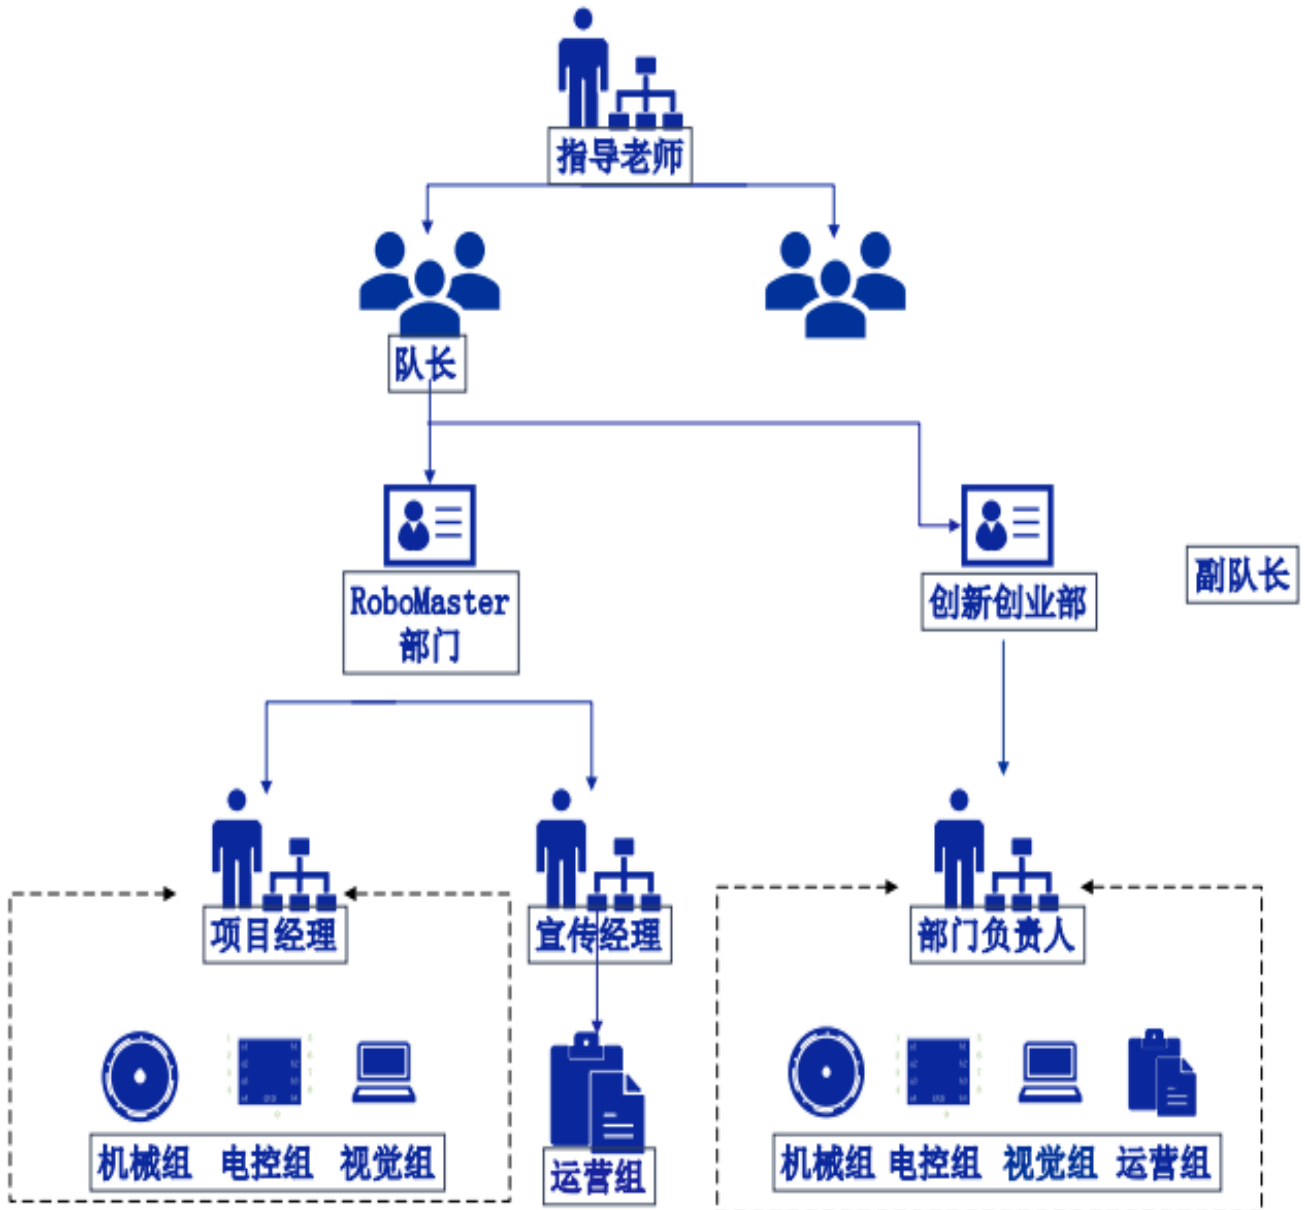 指导老师
队长
RoboMaster
部门
创新创业部
副队长
项目经理
宣传经理
部门负责人
机械组 电控组 视觉组
运营组
机械组 电控组 视觉组 运营组